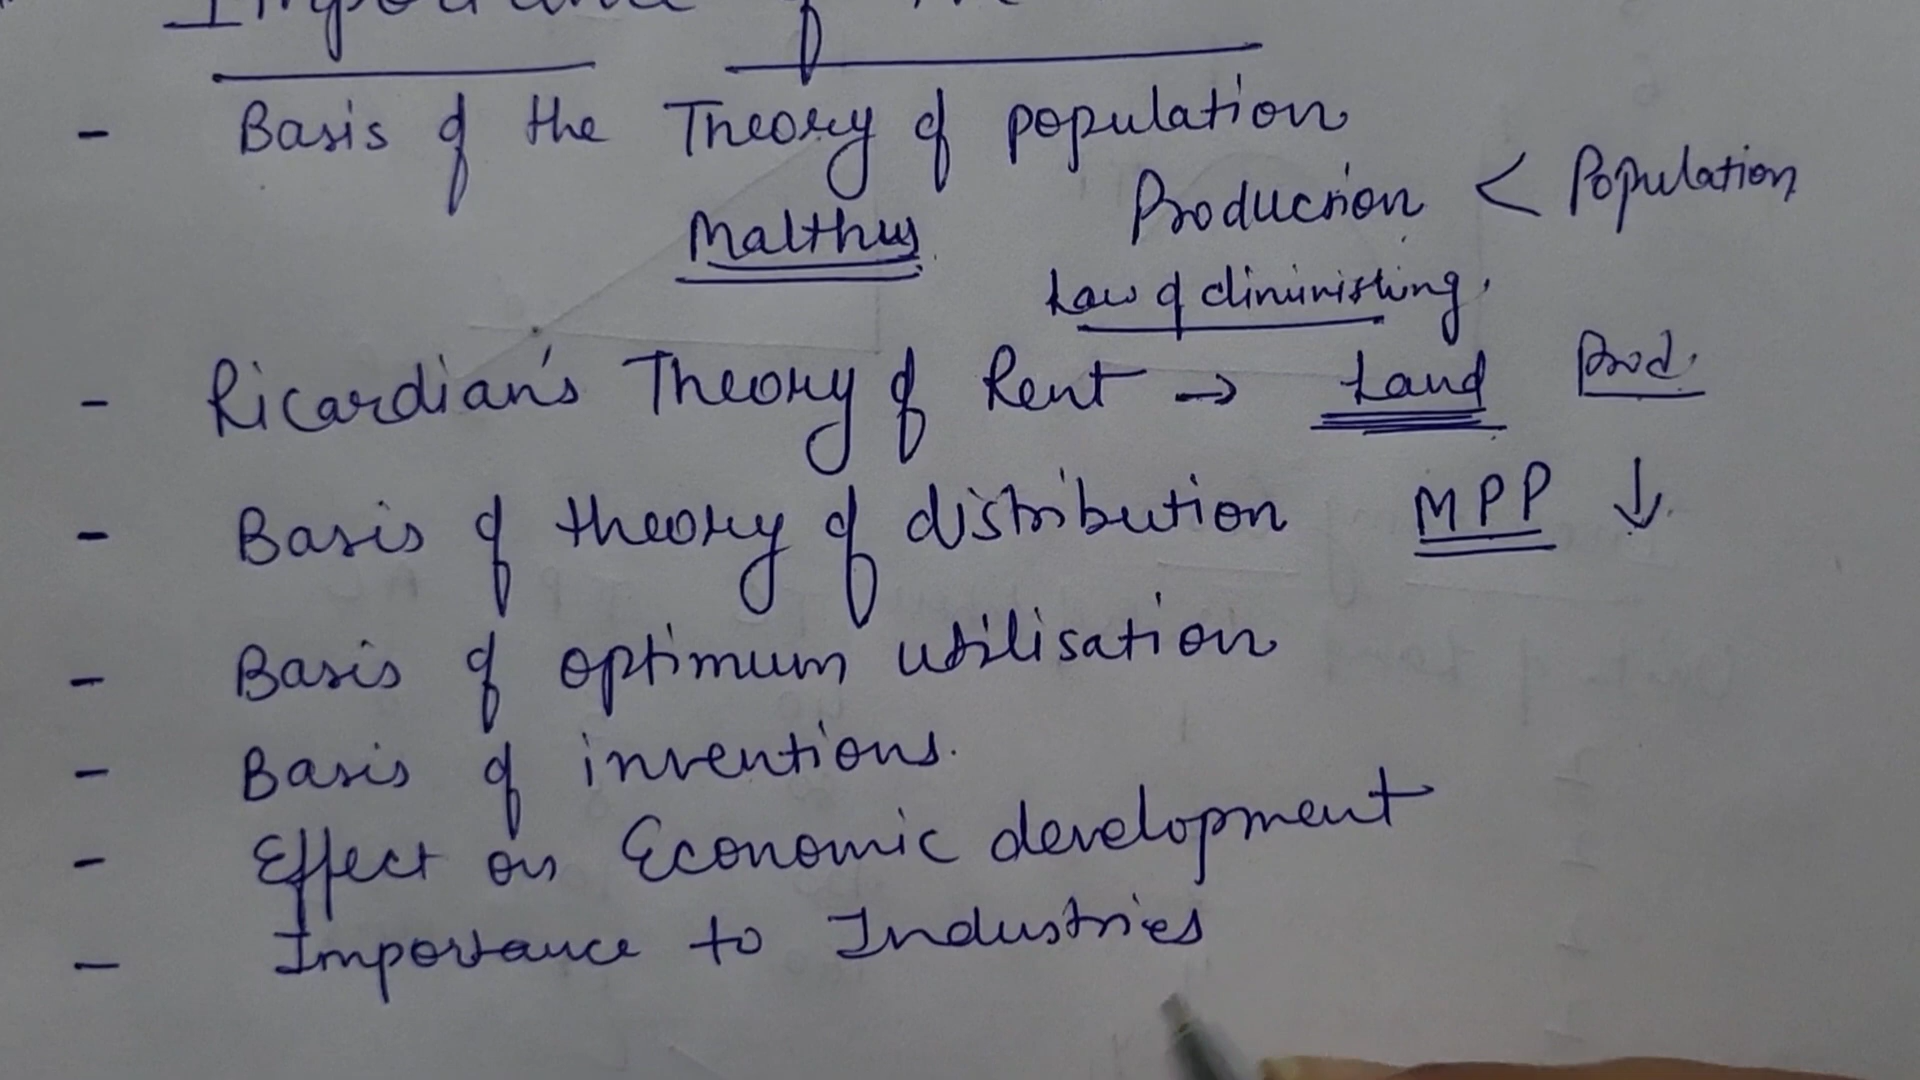 Importance of
- Basis of the Theory of population
Malthus
Production < Population
Law of diminishing.
- Ricardian's Theory of Rent → Land Prod.
- Basis of theory of distribution MPP ↓
- Basis of optimum utilisation
- Basis of inventions.
- Effect on Economic development
- Importance to Industries